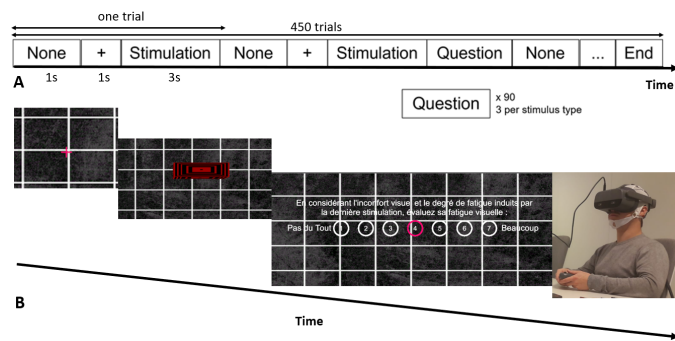 one trial
450 trials
None + Stimulation None + Stimulation Question None ... End
1s 1s 3s
A
Time
Question x 90
3 per stimulus type
+
En considérant l'inconfort visuel et le degré de fatigue induits par
la dernière stimulation, évaluez sa fatigue visuelle :
Pas du Tout 1 2 3 4 5 6 7 Beaucoup
B
Time